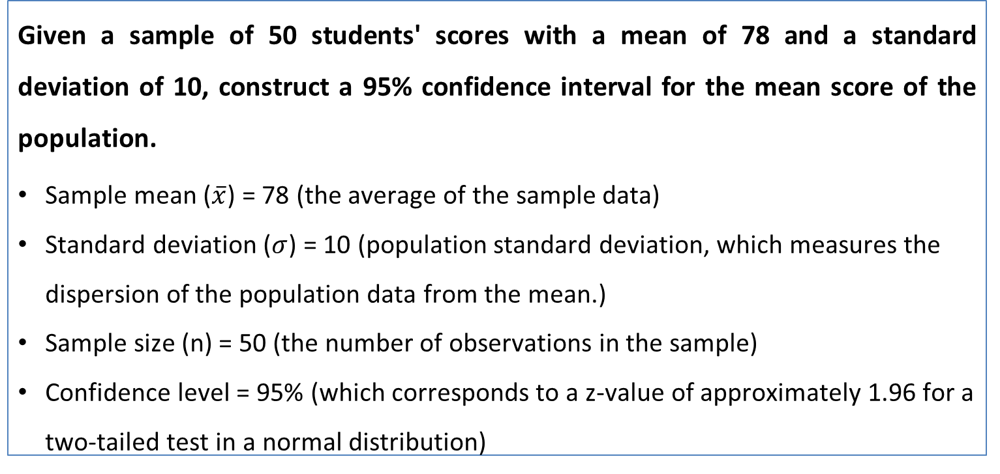 Given a sample of 50 students' scores with a mean of 78 and a standard
deviation of 10, construct a 95% confidence interval for the mean score of the
population.
• Sample mean (x̄) = 78 (the average of the sample data)
• Standard deviation (σ) = 10 (population standard deviation, which measures the
dispersion of the population data from the mean.)
• Sample size (n) = 50 (the number of observations in the sample)
• Confidence level = 95% (which corresponds to a z-value of approximately 1.96 for a
two-tailed test in a normal distribution)